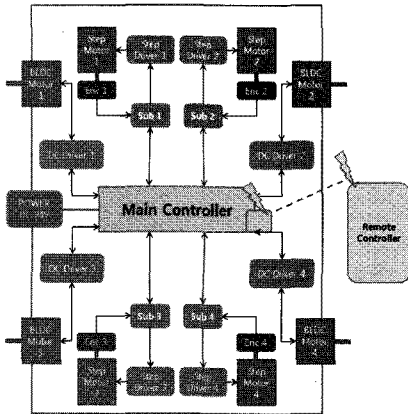 Step
Motor
1
Step
Driver 1
Step
Driver 2
Step
Motor
2
BLDC
Motor
1
Enc 1
Enc 2
BLDC
Motor
2
Sub 1
Sub 2
DC Driver 1
DC Driver 2
Main Controller
Remote
Controller
DC Driver 3
DC Driver 4
Sub 3
Sub 4
BLDC
Motor
3
Enc 3
Enc 4
BLDC
Motor
4
Step
Motor
3
Step
Driver 3
Step
Driver 4
Step
Motor
4